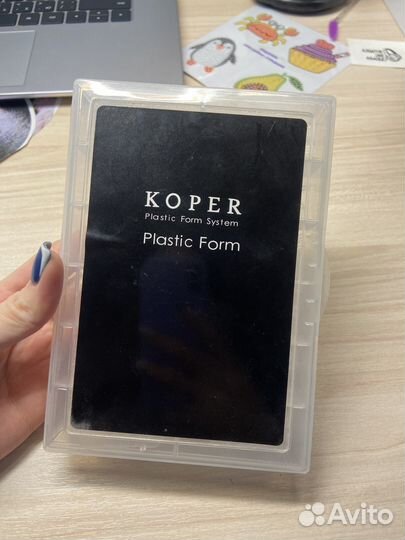 KOPER
Plastic Form System
Plastic Form
Avito